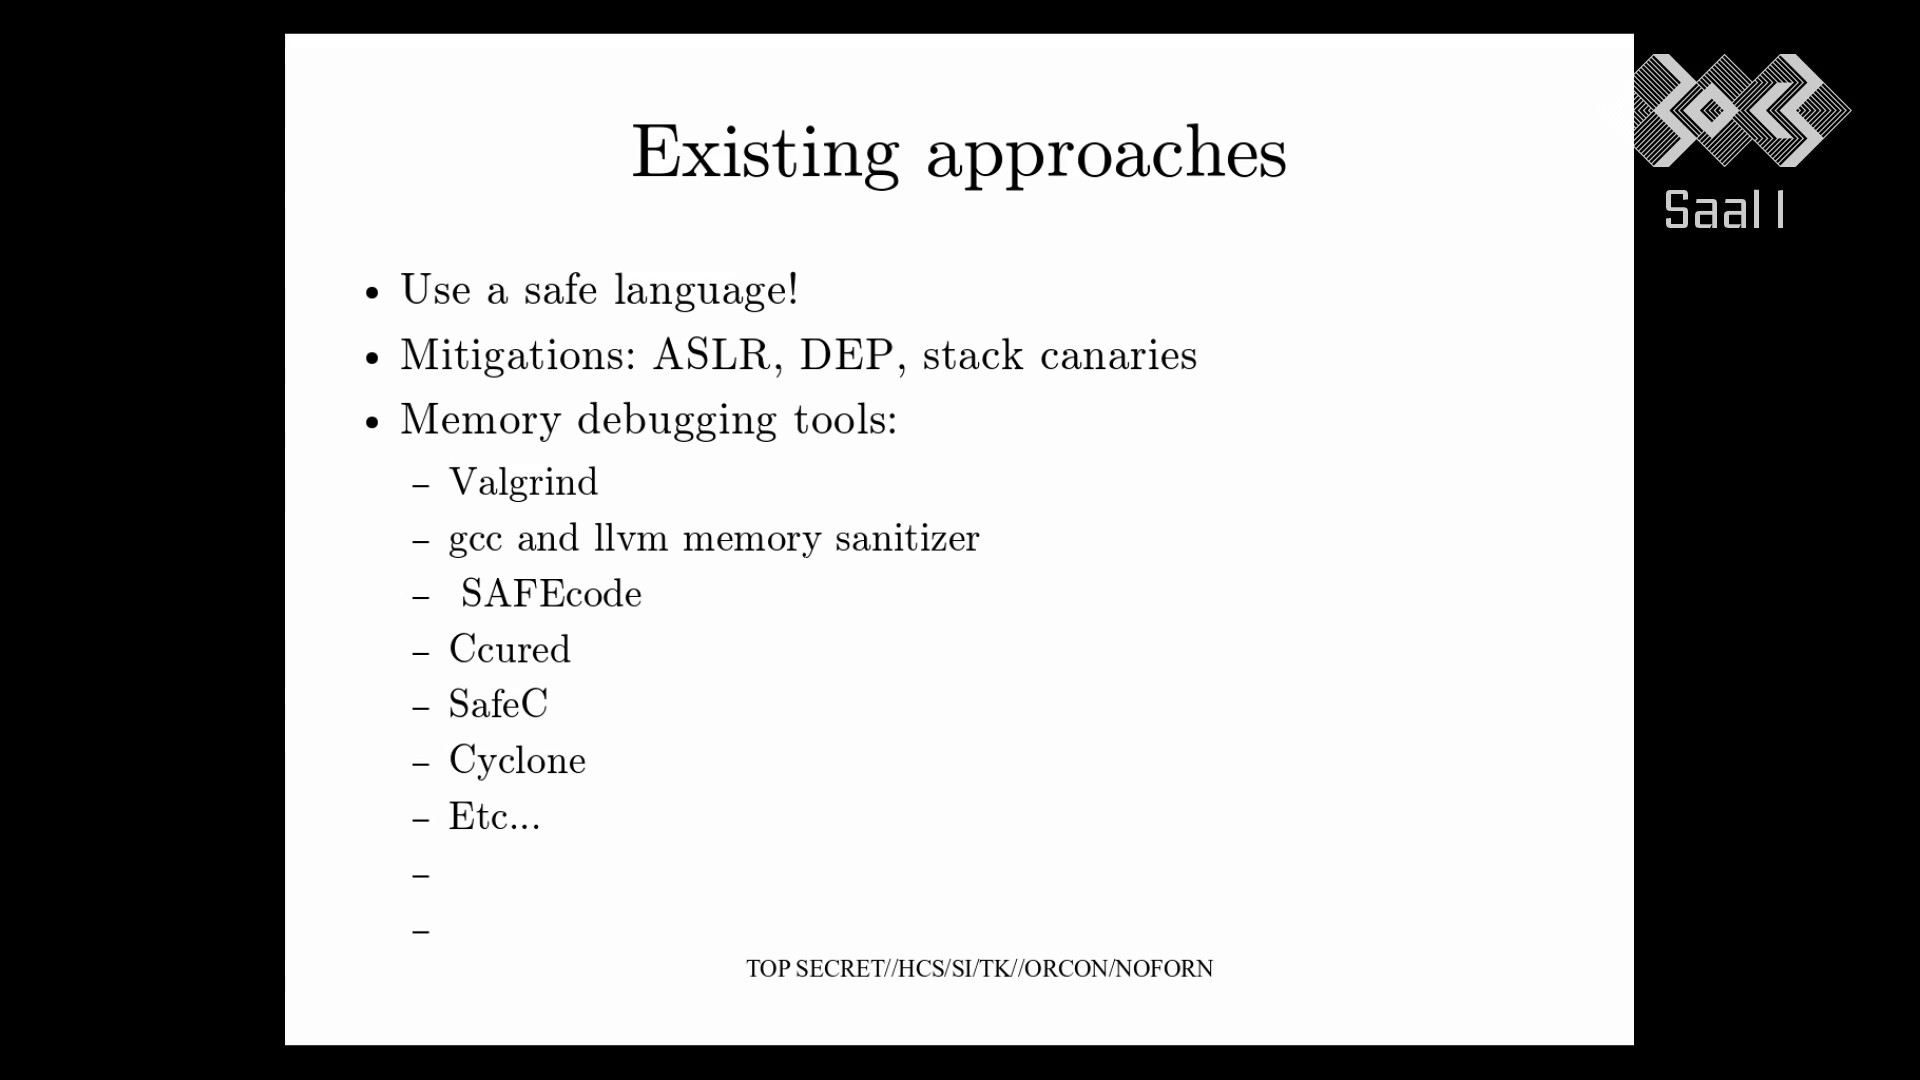 Existing approaches
Saal 1
• Use a safe language!
• Mitigations: ASLR, DEP, stack canaries
• Memory debugging tools:
– Valgrind
– gcc and llvm memory sanitizer
– SAFEcode
– Ccured
– SafeC
– Cyclone
– Etc...
–
–
TOP SECRET//HCS/SI/TK//ORCON/NOFORN